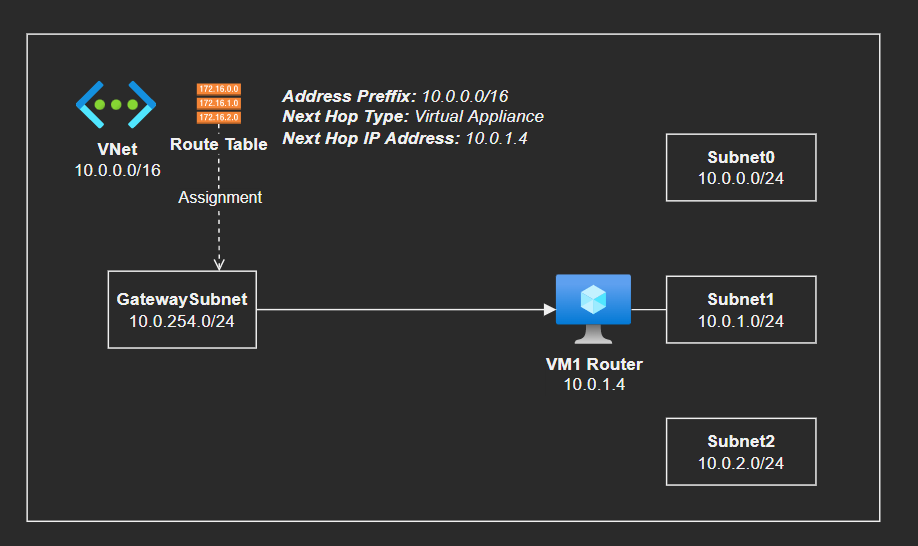 172.16.0.0
172.16.1.0
172.16.2.0
VNet
10.0.0.0/16
Route Table
Address Preffix: 10.0.0.0/16
Next Hop Type: Virtual Appliance
Next Hop IP Address: 10.0.1.4
Assignment
Subnet0
10.0.0.0/24
GatewaySubnet
10.0.254.0/24
VM1 Router
10.0.1.4
Subnet1
10.0.1.0/24
Subnet2
10.0.2.0/24